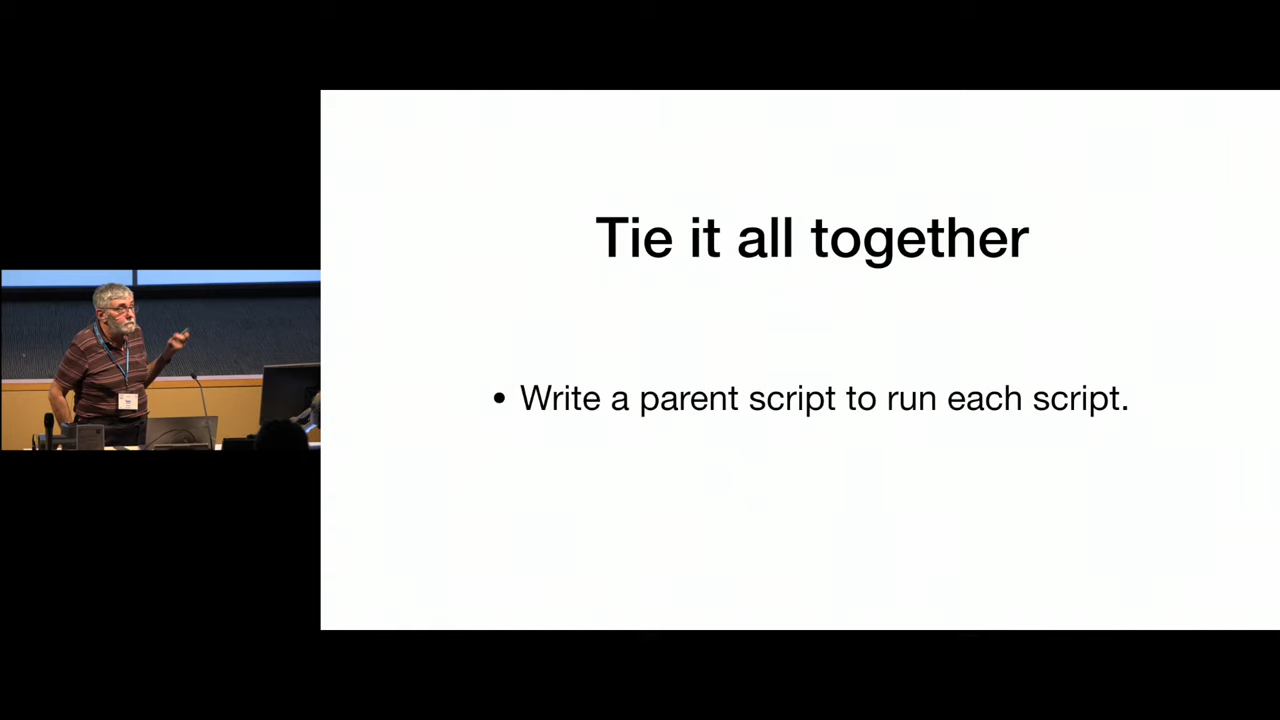 Tie it all together
• Write a parent script to run each script.